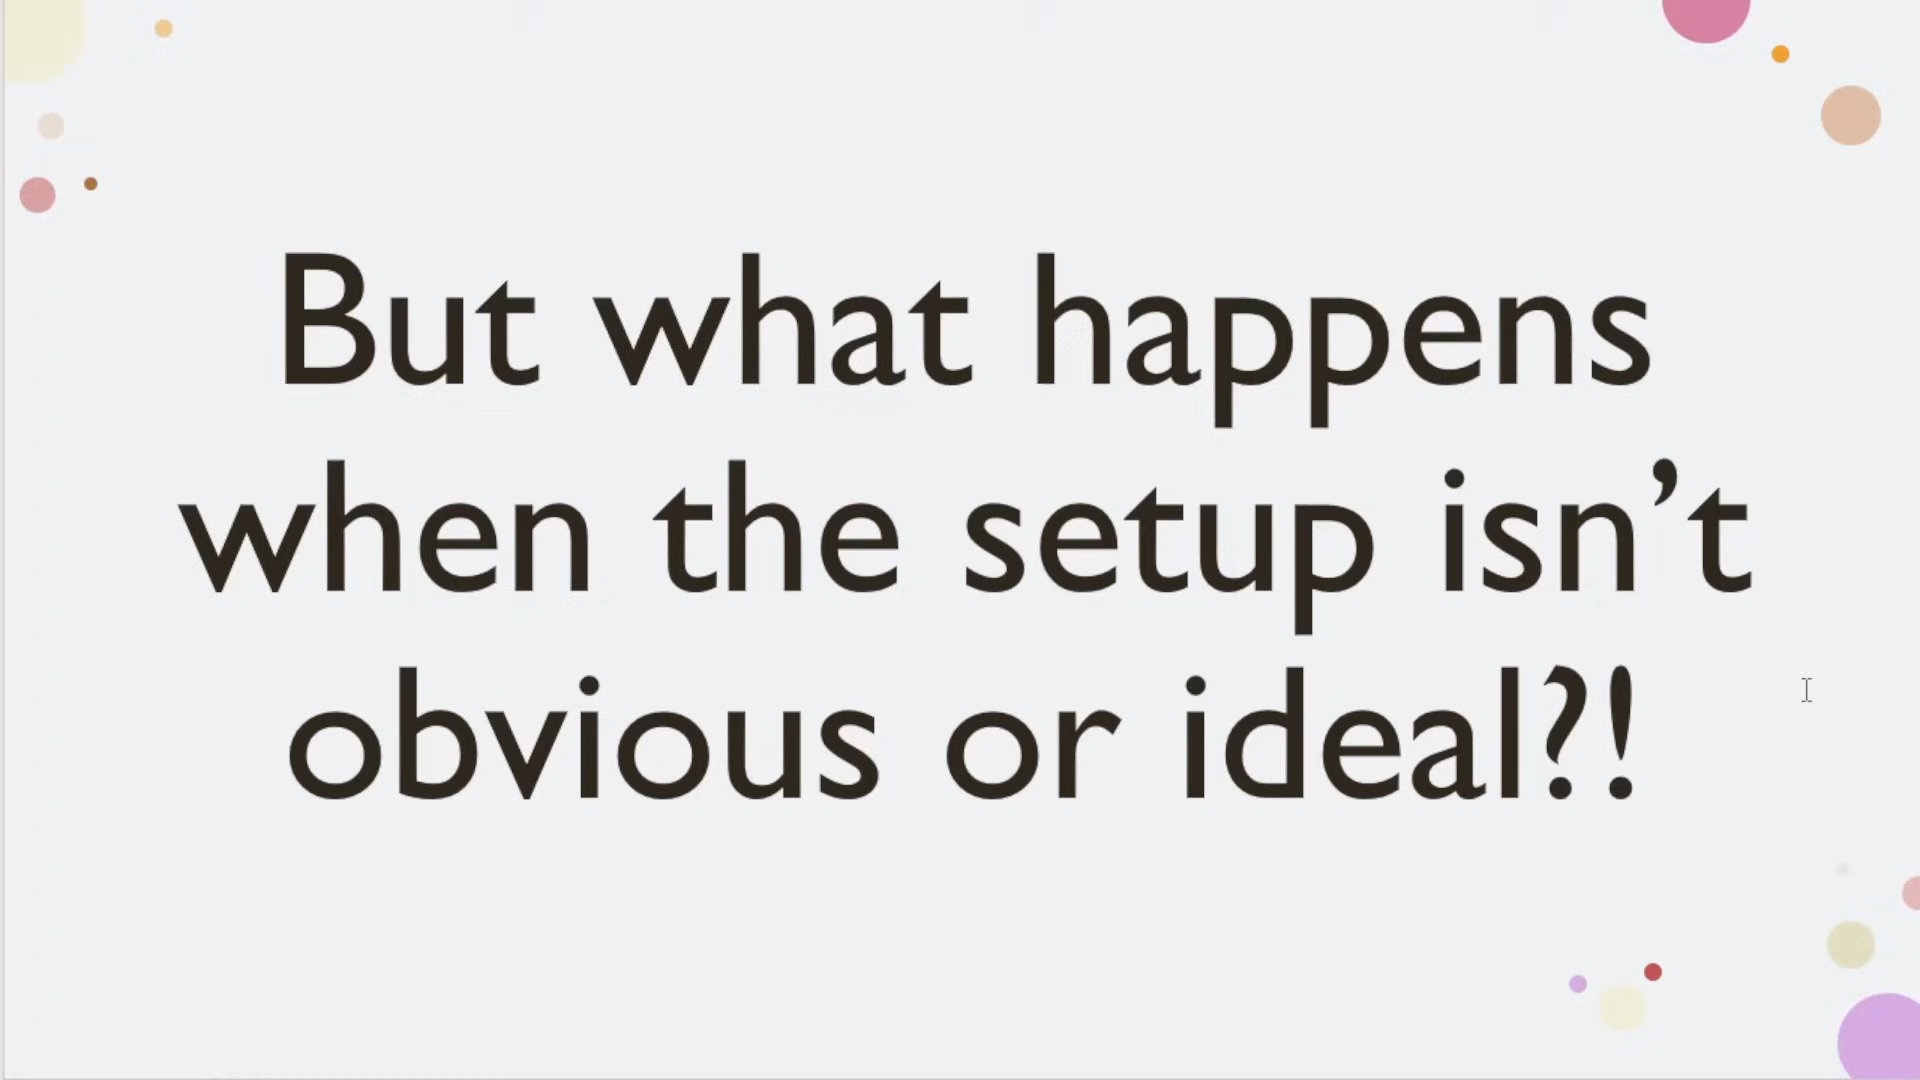 But what happens
when the setup isn’t
obvious or ideal?!